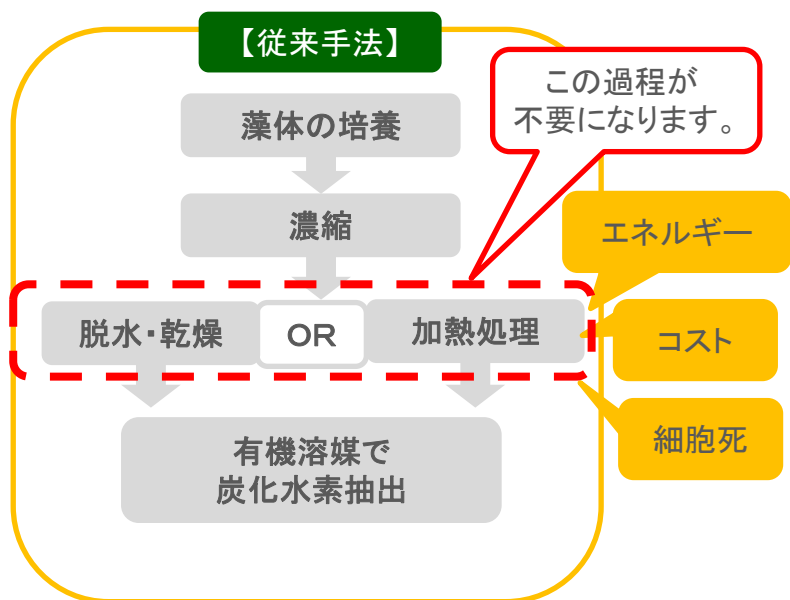 【従来手法】
この過程が
不要になります。
藻体の培養
濃縮
エネルギー
脱水・乾燥
OR
加熱処理
コスト
細胞死
有機溶媒で
炭化水素抽出